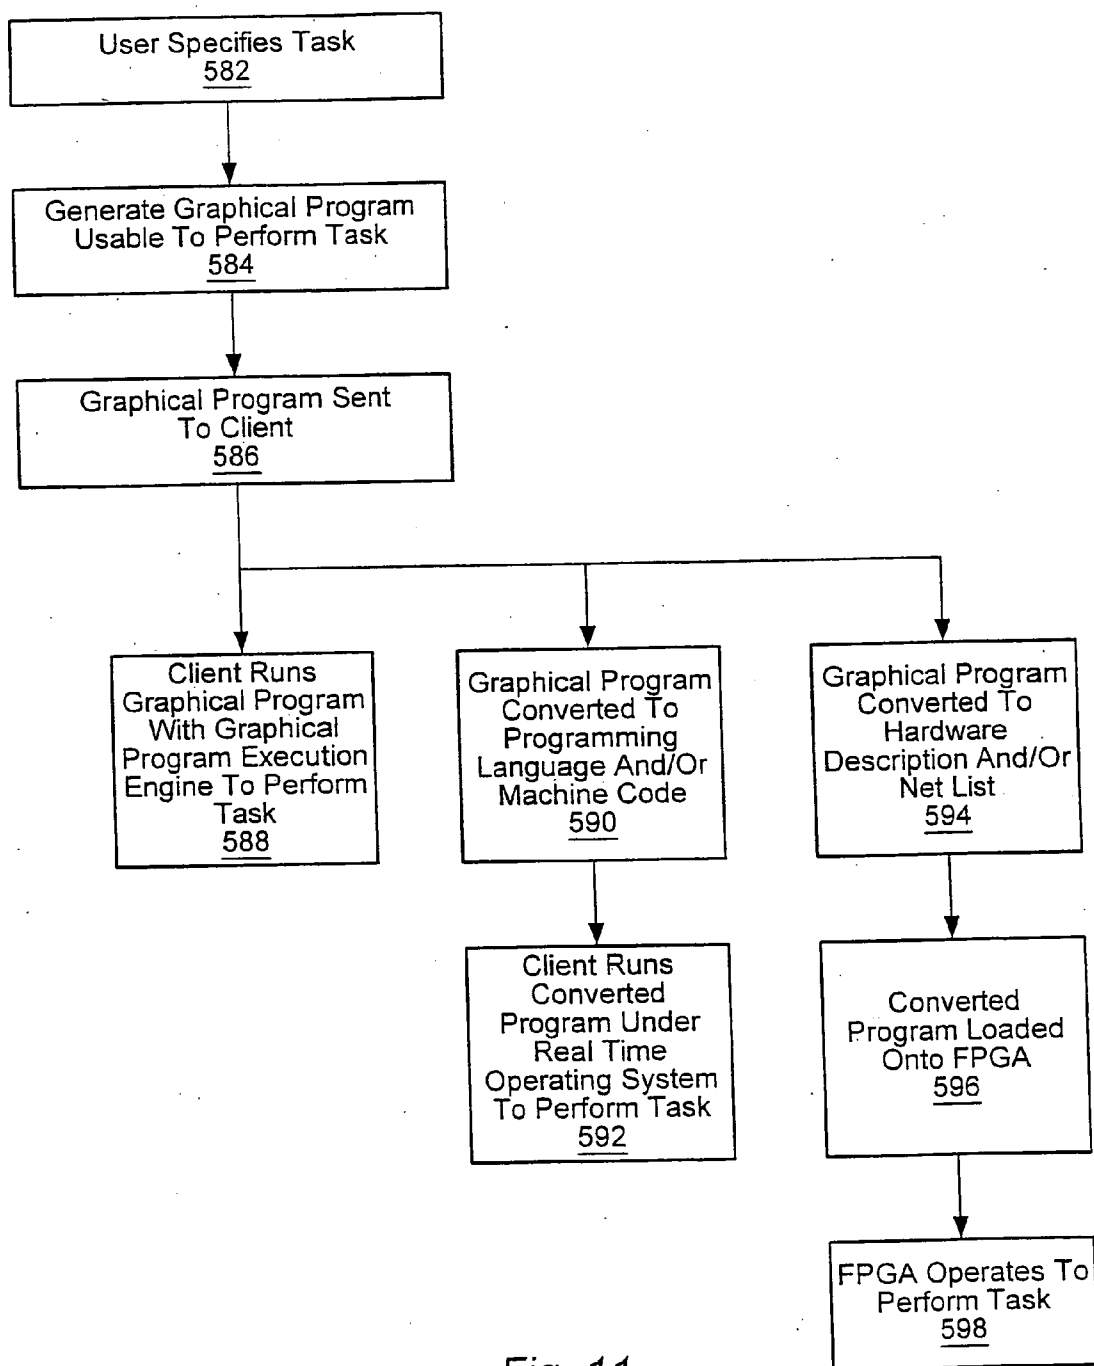 User Specifies Task
582
Generate Graphical Program
Usable To Perform Task
584
Graphical Program Sent
To Client
586
Client Runs
Graphical Program
With Graphical
Program Execution
Engine To Perform
Task
588
Graphical Program
Converted To
Programming
Language And/Or
Machine Code
590
Graphical Program
Converted To
Hardware
Description And/Or
Net List
594
Client Runs
Converted
Program Under
Real Time
Operating System
To Perform Task
592
Converted
Program Loaded
Onto FPGA
596
FPGA Operates To
Perform Task
598
Fig. 11